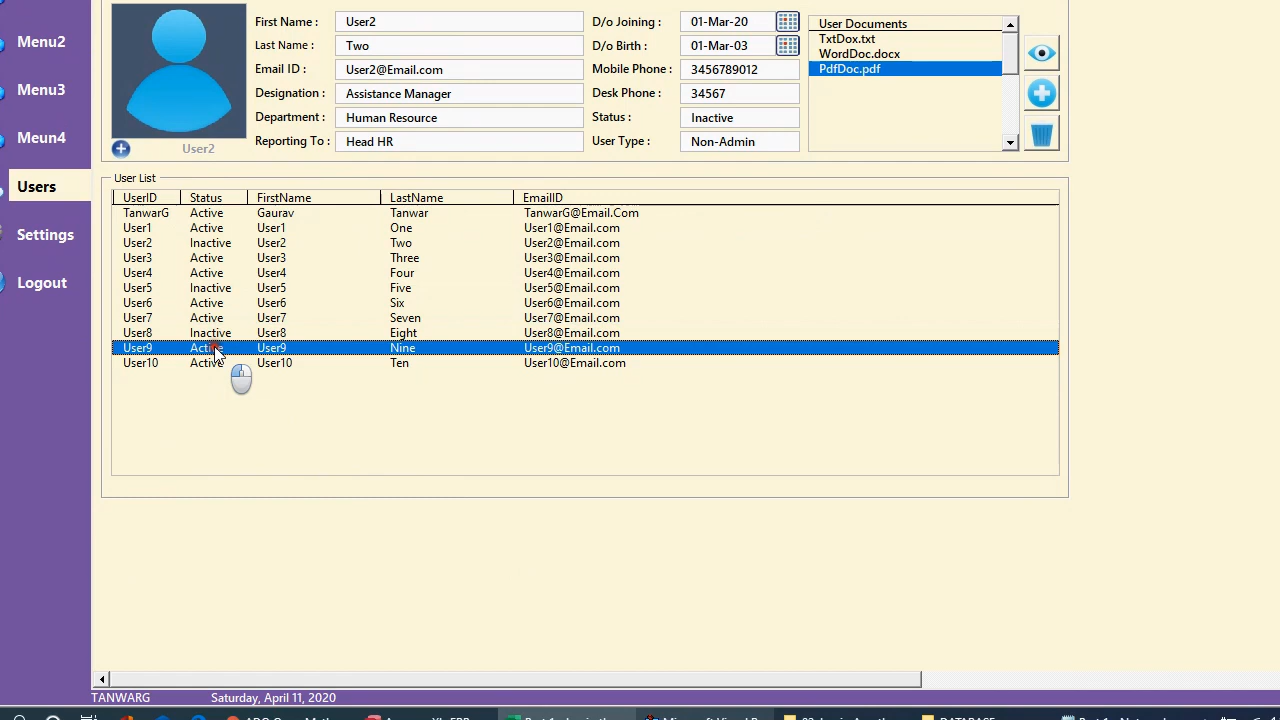 Menu2
Menu3
Meun4
Users
Settings
Logout
First Name : User2
Last Name : Two
Email ID : User2@Email.com
Designation : Assistance Manager
Department : Human Resource
Reporting To : Head HR
User2
D/o Joining : 01-Mar-20
D/o Birth : 01-Mar-03
Mobile Phone : 3456789012
Desk Phone : 34567
Status : Inactive
User Type : Non-Admin
User Documents
TxtDox.txt
WordDoc.docx
PdfDoc.pdf
User List
UserID Status FirstName LastName EmailID
TanwarG Active Gaurav Tanwar TanwarG@Email.Com
User1 Active User1 One User1@Email.com
User2 Inactive User2 Two User2@Email.com
User3 Active User3 Three User3@Email.com
User4 Active User4 Four User4@Email.com
User5 Inactive User5 Five User5@Email.com
User6 Active User6 Six User6@Email.com
User7 Active User7 Seven User7@Email.com
User8 Inactive User8 Eight User8@Email.com
User9 Active User9 Nine User9@Email.com
User10 Active User10 Ten User10@Email.com
TANWARG Saturday, April 11, 2020